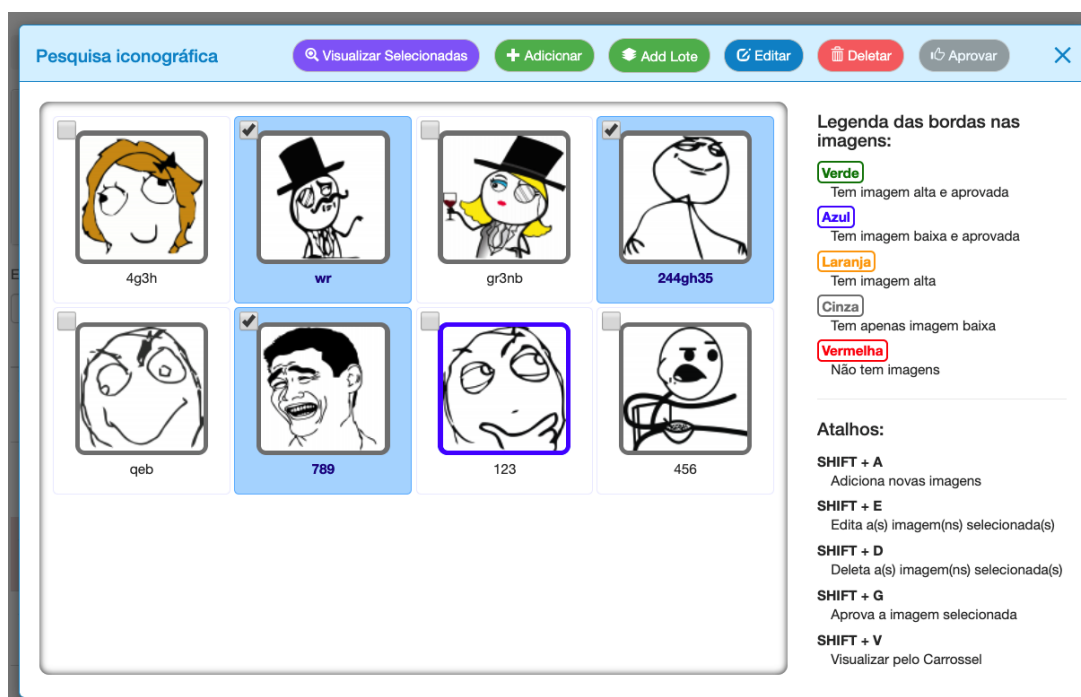 Pesquisa iconográfica
Visualizar Selecionadas
Adicionar
Add Lote
Editar
Deletar
Aprovar
4g3h
wr
gr3nb
244gh35
qeb
789
123
456
Legenda das bordas nas
imagens:
Verde
Tem imagem alta e aprovada
Azul
Tem imagem baixa e aprovada
Laranja
Tem imagem alta
Cinza
Tem apenas imagem baixa
Vermelha
Não tem imagens
Atalhos:
SHIFT + A
Adiciona novas imagens
SHIFT + E
Edita a(s) imagem(ns) selecionada(s)
SHIFT + D
Deleta a(s) imagem(ns) selecionada(s)
SHIFT + G
Aprova a imagem selecionada
SHIFT + V
Visualizar pelo Carrossel